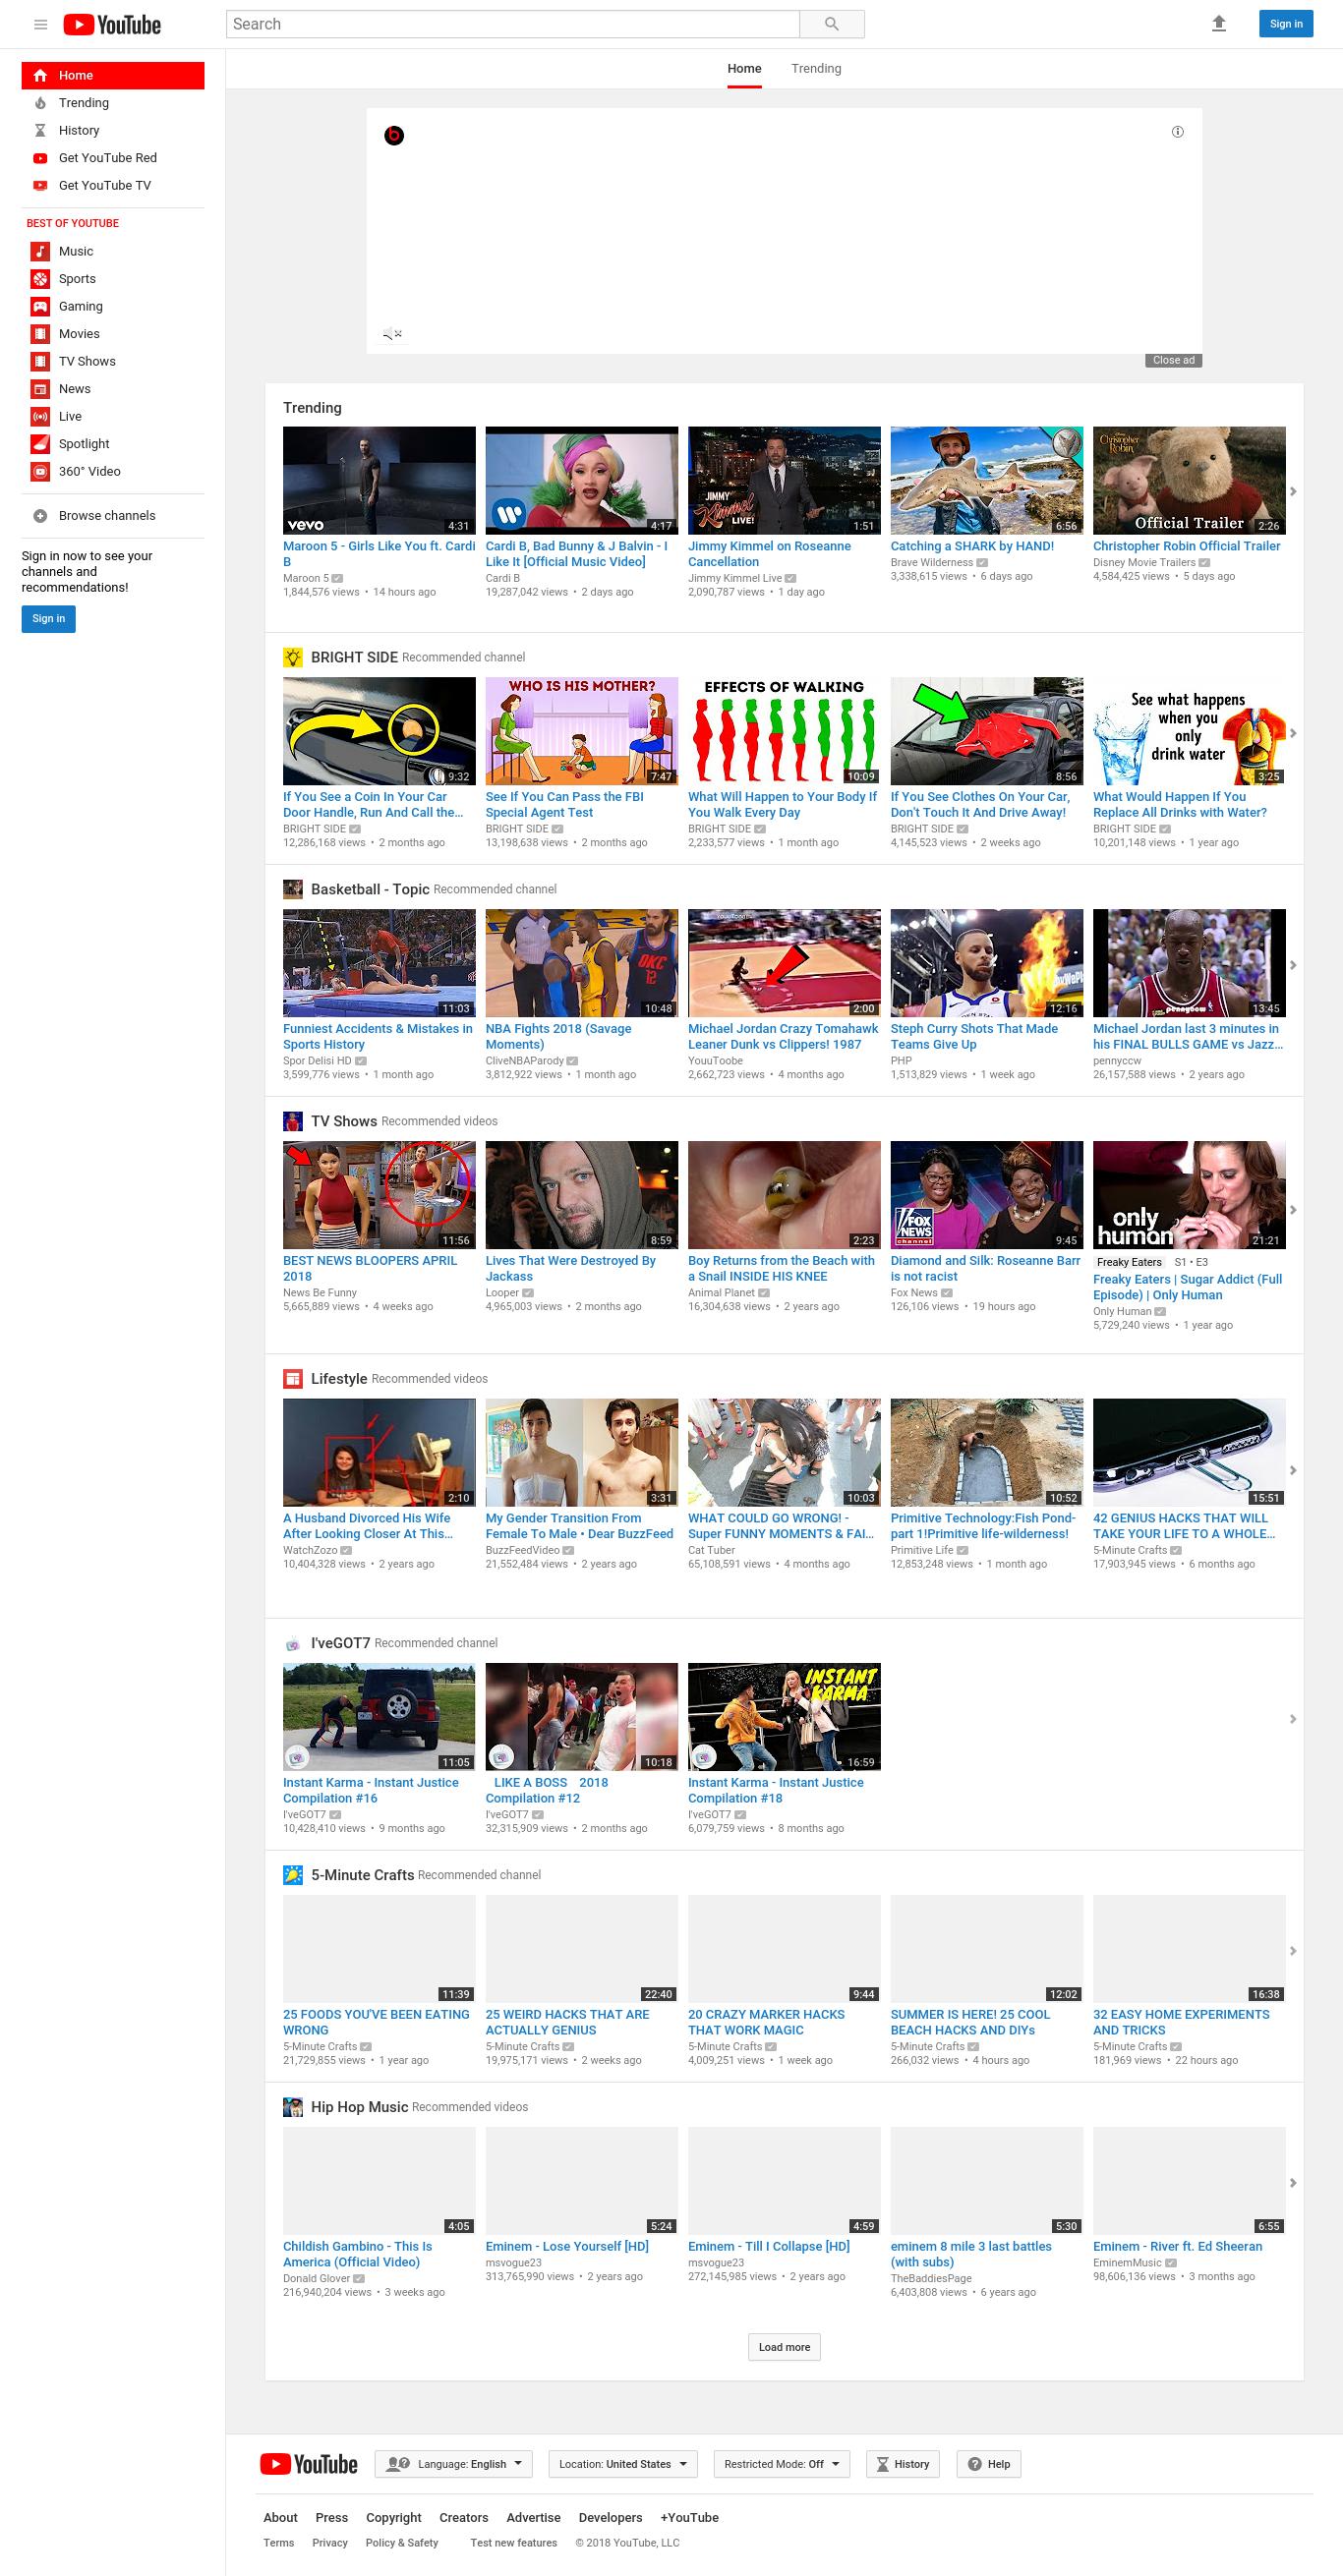 YouTube
Search
Sign in
Home
Trending
History
Get YouTube Red
Get YouTube TV
BEST OF YOUTUBE
Music
Sports
Gaming
Movies
TV Shows
News
Live
Spotlight
360° Video
Browse channels
Sign in now to see your
channels and
recommendations!
Sign in
Home Trending
Close ad
Trending
vevo 4:31
Maroon 5 - Girls Like You ft. Cardi
B
Maroon 5
1,844,576 views • 14 hours ago
4:17
Cardi B, Bad Bunny & J Balvin - I
Like It [Official Music Video]
Cardi B
19,287,042 views • 2 days ago
JIMMY
Kimmel
LIVE! 1:51
Jimmy Kimmel on Roseanne
Cancellation
Jimmy Kimmel Live
2,090,787 views • 1 day ago
6:56
Catching a SHARK by HAND!
Brave Wilderness
3,338,615 views • 6 days ago
Christopher
Robin
Official Trailer 2:26
Christopher Robin Official Trailer
Disney Movie Trailers
4,584,425 views • 5 days ago
BRIGHT SIDE Recommended channel
9:32
If You See a Coin In Your Car
Door Handle, Run And Call the…
BRIGHT SIDE
12,286,168 views • 2 months ago
WHO IS HIS MOTHER?
7:47
See If You Can Pass the FBI
Special Agent Test
BRIGHT SIDE
13,198,638 views • 2 months ago
EFFECTS OF WALKING
10:09
What Will Happen to Your Body If
You Walk Every Day
BRIGHT SIDE
2,233,577 views • 1 month ago
8:56
If You See Clothes On Your Car,
Don't Touch It And Drive Away!
BRIGHT SIDE
4,145,523 views • 2 weeks ago
See what happens
when you
only
drink water
3:25
What Would Happen If You
Replace All Drinks with Water?
BRIGHT SIDE
10,201,148 views • 1 year ago
Basketball - Topic Recommended channel
11:03
Funniest Accidents & Mistakes in
Sports History
Spor Delisi HD
3,599,776 views • 1 month ago
OKC
12
10:48
NBA Fights 2018 (Savage
Moments)
CliveNBAParody
3,812,922 views • 1 month ago
2:00
Michael Jordan Crazy Tomahawk
Leaner Dunk vs Clippers! 1987
YouuToobe
2,662,723 views • 4 months ago
12:16
Steph Curry Shots That Made
Teams Give Up
PHP
1,513,829 views • 1 week ago
pennyccw
13:45
Michael Jordan last 3 minutes in
his FINAL BULLS GAME vs Jazz…
pennyccw
26,157,588 views • 2 years ago
TV Shows Recommended videos
11:56
BEST NEWS BLOOPERS APRIL
2018
News Be Funny
5,665,889 views • 4 weeks ago
8:59
Lives That Were Destroyed By
Jackass
Looper
4,965,003 views • 2 months ago
2:23
Boy Returns from the Beach with
a Snail INSIDE HIS KNEE
Animal Planet
16,304,638 views • 2 years ago
FOX
NEWS
channel
9:45
Diamond and Silk: Roseanne Barr
is not racist
Fox News
126,106 views • 19 hours ago
only
human
21:21
Freaky Eaters S1 • E3
Freaky Eaters | Sugar Addict (Full
Episode) | Only Human
Only Human
5,729,240 views • 1 year ago
Lifestyle Recommended videos
2:10
A Husband Divorced His Wife
After Looking Closer At This…
WatchZozo
10,404,328 views • 2 years ago
3:31
My Gender Transition From
Female To Male • Dear BuzzFeed
BuzzFeedVideo
21,552,484 views • 2 years ago
10:03
WHAT COULD GO WRONG! -
Super FUNNY MOMENTS & FAI…
Cat Tuber
65,108,591 views • 4 months ago
10:52
Primitive Technology:Fish Pond-
part 1!Primitive life-wilderness!
Primitive Life
12,853,248 views • 1 month ago
15:51
42 GENIUS HACKS THAT WILL
TAKE YOUR LIFE TO A WHOLE…
5-Minute Crafts
17,903,945 views • 6 months ago
I'veGOT7 Recommended channel
11:05
Instant Karma - Instant Justice
Compilation #16
I'veGOT7
10,428,410 views • 9 months ago
10:18
LIKE A BOSS 2018
Compilation #12
I'veGOT7
32,315,909 views • 2 months ago
INSTANT
KARMA
16:59
Instant Karma - Instant Justice
Compilation #18
I'veGOT7
6,079,759 views • 8 months ago
5-Minute Crafts Recommended channel
11:39
25 FOODS YOU'VE BEEN EATING
WRONG
5-Minute Crafts
21,729,855 views • 1 year ago
22:40
25 WEIRD HACKS THAT ARE
ACTUALLY GENIUS
5-Minute Crafts
19,975,171 views • 2 weeks ago
9:44
20 CRAZY MARKER HACKS
THAT WORK MAGIC
5-Minute Crafts
4,009,251 views • 1 week ago
12:02
SUMMER IS HERE! 25 COOL
BEACH HACKS AND DIYs
5-Minute Crafts
266,032 views • 4 hours ago
16:38
32 EASY HOME EXPERIMENTS
AND TRICKS
5-Minute Crafts
181,969 views • 22 hours ago
Hip Hop Music Recommended videos
4:05
Childish Gambino - This Is
America (Official Video)
Donald Glover
216,940,204 views • 3 weeks ago
5:24
Eminem - Lose Yourself [HD]
msvogue23
313,765,990 views • 2 years ago
4:59
Eminem - Till I Collapse [HD]
msvogue23
272,145,985 views • 2 years ago
5:30
eminem 8 mile 3 last battles
(with subs)
TheBaddiesPage
6,403,808 views • 6 years ago
6:55
Eminem - River ft. Ed Sheeran
EminemMusic
98,606,136 views • 3 months ago
Load more
YouTube Language: English Location: United States Restricted Mode: Off History Help
About Press Copyright Creators Advertise Developers +YouTube
Terms Privacy Policy & Safety Test new features © 2018 YouTube, LLC